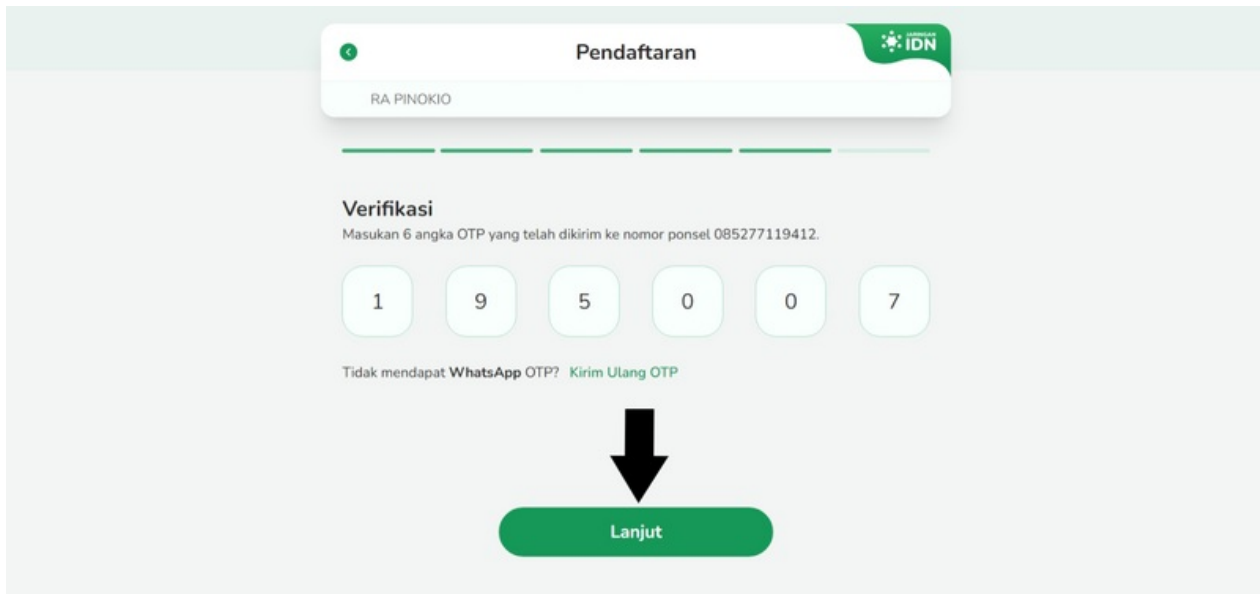 Pendaftaran
JARINGAN
IDN
RA PINOKIO
Verifikasi
Masukan 6 angka OTP yang telah dikirim ke nomor ponsel 085277119412.
1 9 5 0 0 7
Tidak mendapat WhatsApp OTP? Kirim Ulang OTP
Lanjut